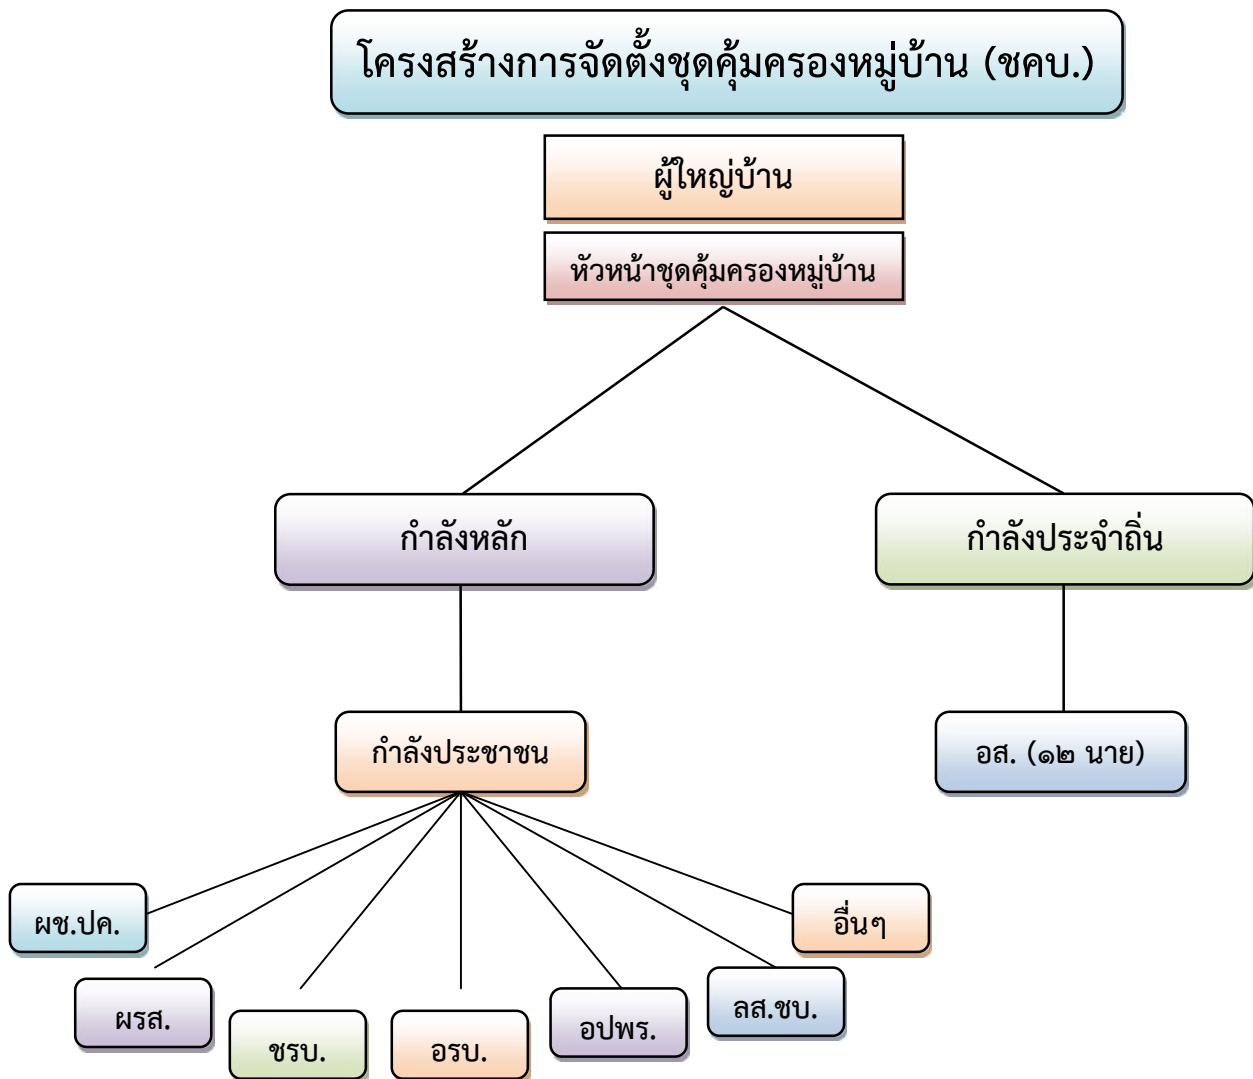 โครงสร้างการจัดตั้งชุดคุ้มครองหมู่บ้าน (ชคบ.)
ผู้ใหญ่บ้าน
หัวหน้าชุดคุ้มครองหมู่บ้าน
กำลังหลัก
กำลังประจำถิ่น
กำลังประชาชน
อส. (๑๒ นาย)
ผช.ปค.
ผรส.
ชรบ.
อรบ.
อปพร.
ลส.ชบ.
อื่นๆ